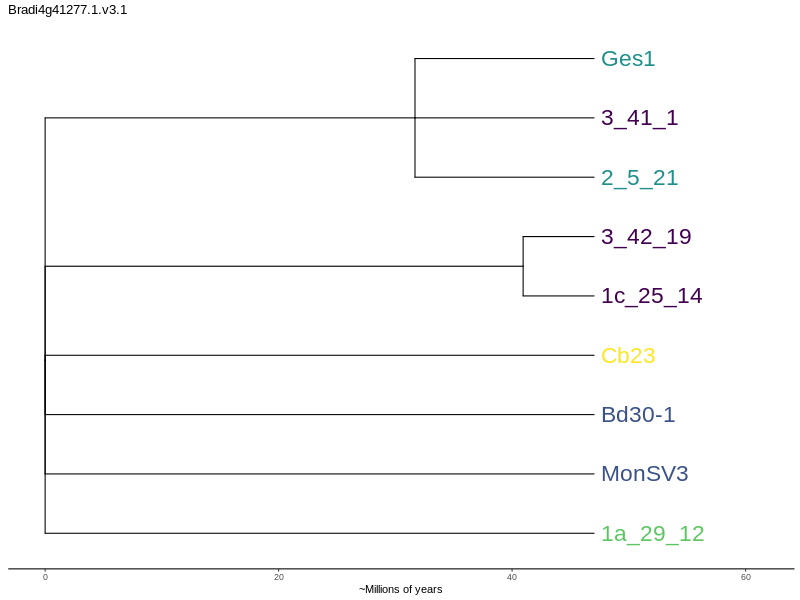 Bradi4g41277.1.v3.1
Ges1
3_41_1
2_5_21
3_42_19
1c_25_14
Cb23
Bd30-1
MonSV3
1a_29_12
0 20 40 60
~Millions of years